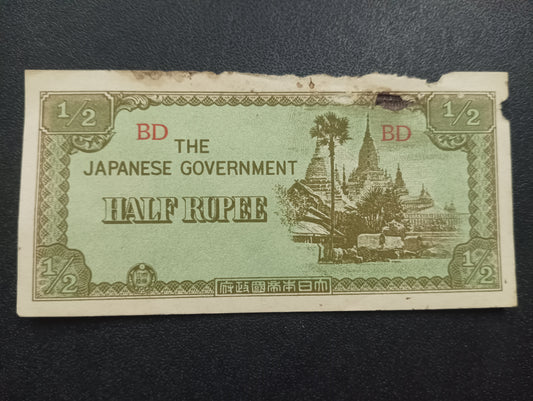 1/2 1/2
BD BD
THE
JAPANESE GOVERNMENT
HALF RUPEE
1/2 1/2
大日本帝國政府